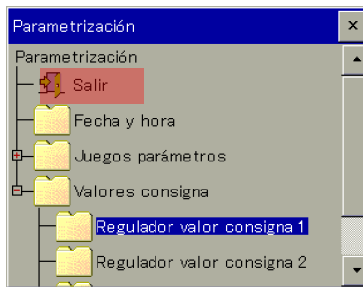 Parametrización
Parametrización
Salir
Fecha y hora
Juegos parámetros
Valores consigna
Regulador valor consigna 1
Regulador valor consigna 2